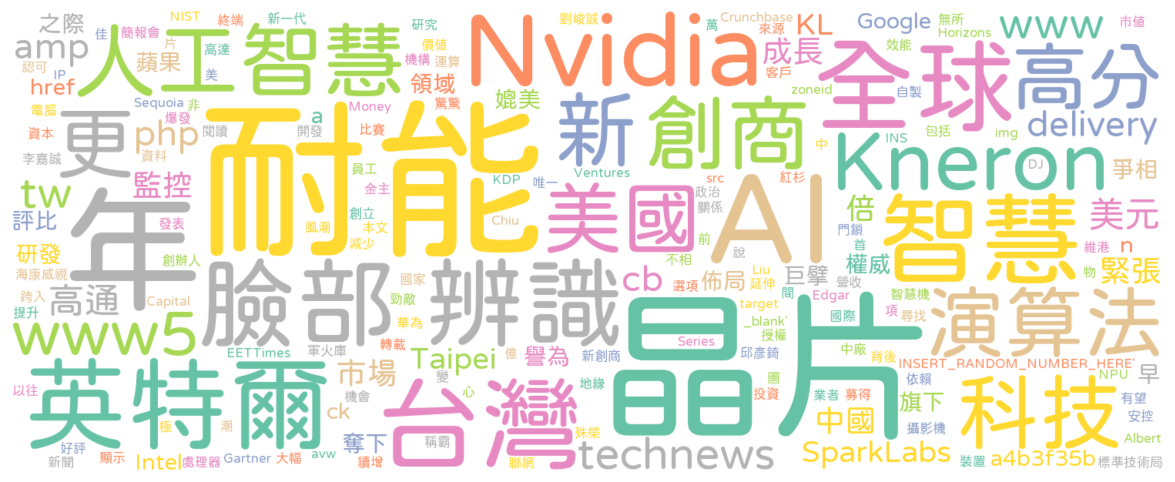 之際
NIST
終端
新一代
研究
劉峻誠
萬
Crunchbase
來源
KL
Google
無所
Horizons
www
市值
佳
簡報會
amp
人工智慧
片
高達
認可
蘋果
href
IP
美
機構
價值
運算
領域
驚驚
Nvidia
成長
客戶
效能
全球
高分
zoneid
自製
電腦
Sequoia
非
爆發
Money
媲美
資本
更
php
閱讀
a
開發
比賽
耐能
新
創商
中
包括
INS
img
delivery
李嘉誠
資料
員工
KDP
唯一
Ventures
src
紅杉
Kneron
DJ
爭相
tw
監控
金主
美國
政治
關係
AI
倍
門鎖
智慧
美元
評比
年
發表
創立
本文
風潮
減少
Chiu
前
說
首
權威
維港
n
研發
創辦人
海康威視
臉部辨識
國家
勁敵
cb
不相
佈局
選項
Liu
延伸
巨擘
營收
物
緊張
跨入
高通
Capital
提升
華為
target
間
Edgar
智慧機
項
尋找
演算法
www5
EETTimes
軍火庫
轉載
億
Series
晶片
_blank'
授權
國際
中廠
背後
Taipei
譽為
新創商
邱彥錡
INSERT_RANDOM_NUMBER_HERE'
以往
英特爾
市場
機會
變
心
地緣
圈
投資
業者
募得
依賴
NPU
早
台灣
中國
旗下
科技
有望
安控
潮
極
ck
稱霸
殊榮
攝影機
好評
奪下
technews
SparkLabs
裝置
Albert
新聞
顯示
Intel
處理器
Gartner
大幅
avw
續增
聯網
a4b3f35b
標準技術局